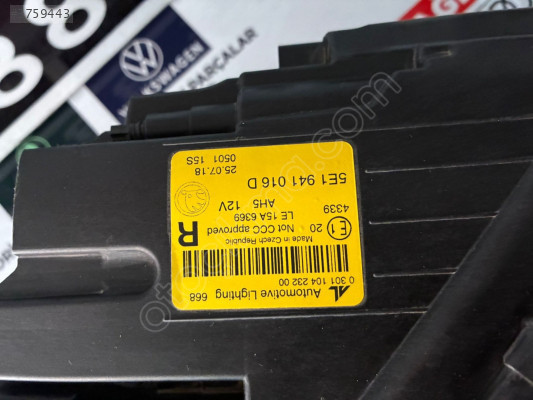 759443
VOLKSWAGEN
PARÇALAR
AL Automotive Lighting 668
0 301 104 232 00
Made in Czech Republic
E1 20 Not CCC approved R
4339 LE 15A 6369
AH5 12V
5E1 941 016 D
25.07.18
0501 15S